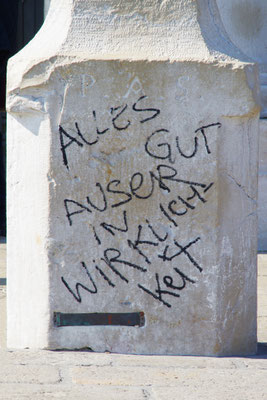 ALLES
GUT
AUSER
IN
WIRKLICH-
KEIT